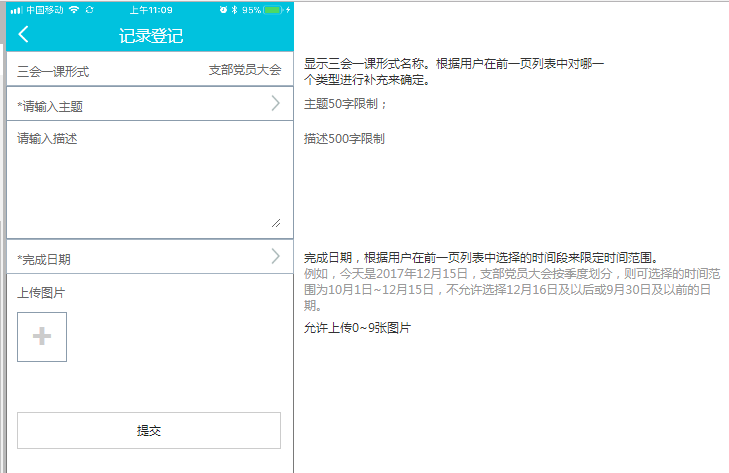 中国移动 上午11:09 95%
记录登记
三会一课形式 支部党员大会
显示三会一课形式名称。根据用户在前一页列表中对哪一
个类型进行补充来确定。
*请输入主题
主题50字限制；
请输入描述
描述500字限制
*完成日期
完成日期，根据用户在前一页列表中选择的时间段来限定时间范围。
例如，今天是2017年12月15日，支部党员大会按季度划分，则可选择的时间范
围为10月1日~12月15日，不允许选择12月16日及以后或9月30日及以前的日
期。
上传图片
允许上传0~9张图片
提交